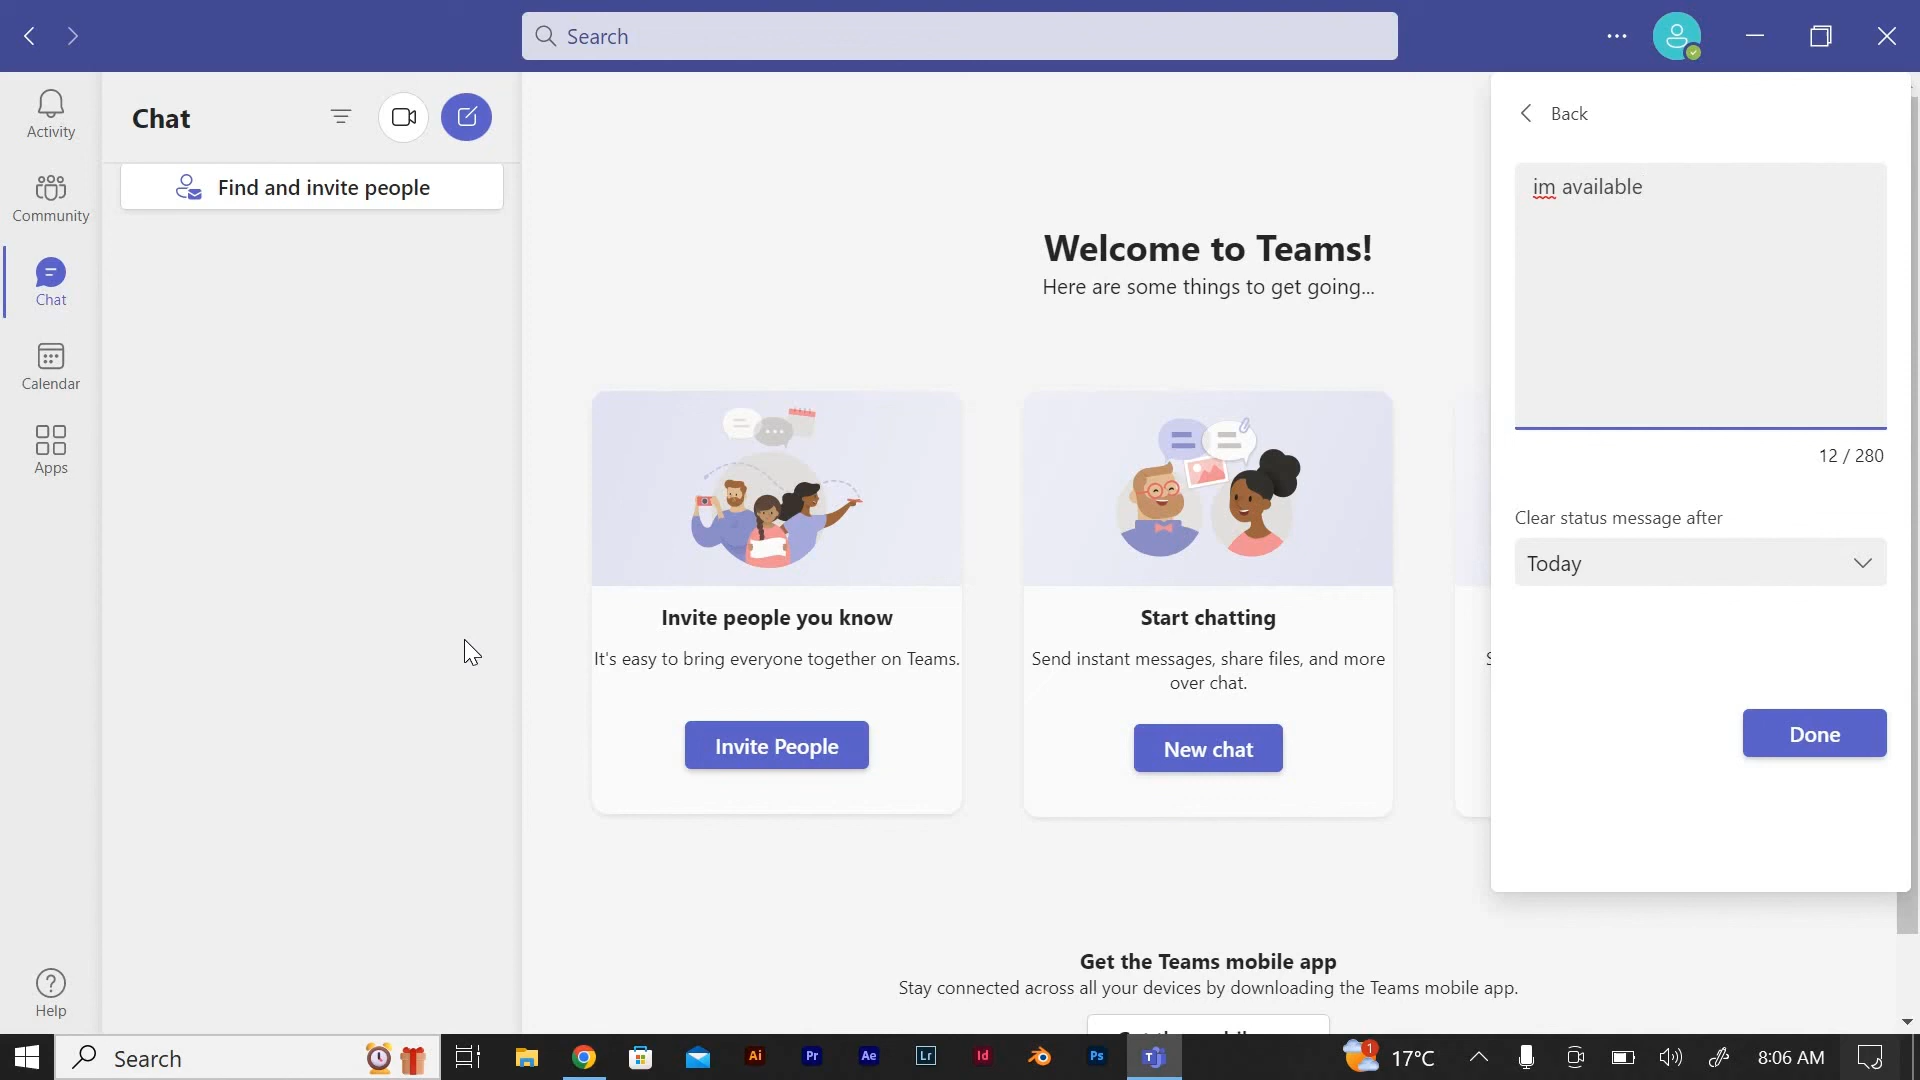 Search
Chat
Back
Activity
Find and invite people
im available
Community
Chat
Welcome to Teams!
Here are some things to get going...
Calendar
Apps
12 / 280
Clear status message after
Today
Invite people you know
Start chatting
It's easy to bring everyone together on Teams.
Send instant messages, share files, and more
over chat.
Invite People
New chat
Done
Get the Teams mobile app
Stay connected across all your devices by downloading the Teams mobile app.
Help
Search
Ai
Pr
Ae
Lr
Id
Ps
1
17°C
8:06 AM